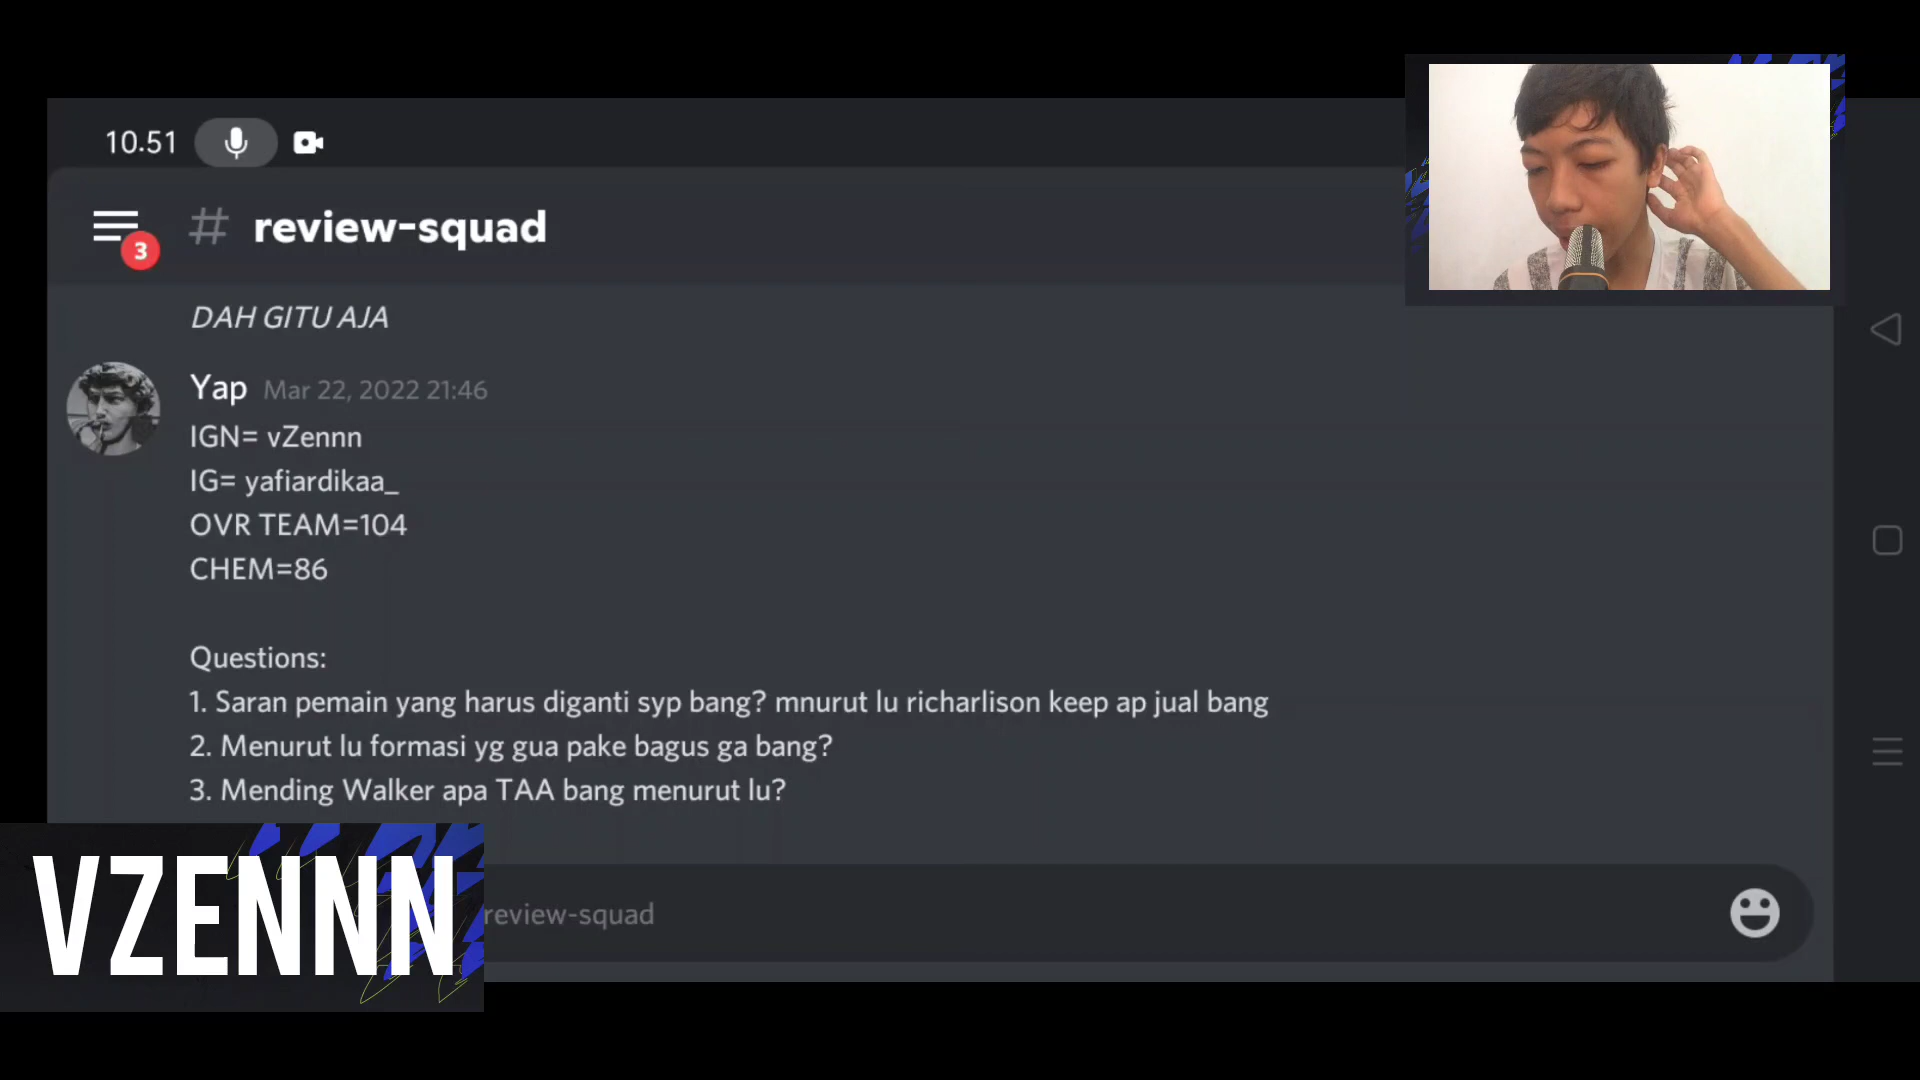 10.51
3
# review-squad
DAH GITU AJA
Yap Mar 22, 2022 21:46
IGN= vZennn
IG= yafiardikaa_
OVR TEAM=104
CHEM=86
Questions:
1. Saran pemain yang harus diganti syp bang? mnurut lu richarlison keep ap jual bang
2. Menurut lu formasi yg gua pake bagus ga bang?
3. Mending Walker apa TAA bang menurut lu?
VZENNN
review-squad